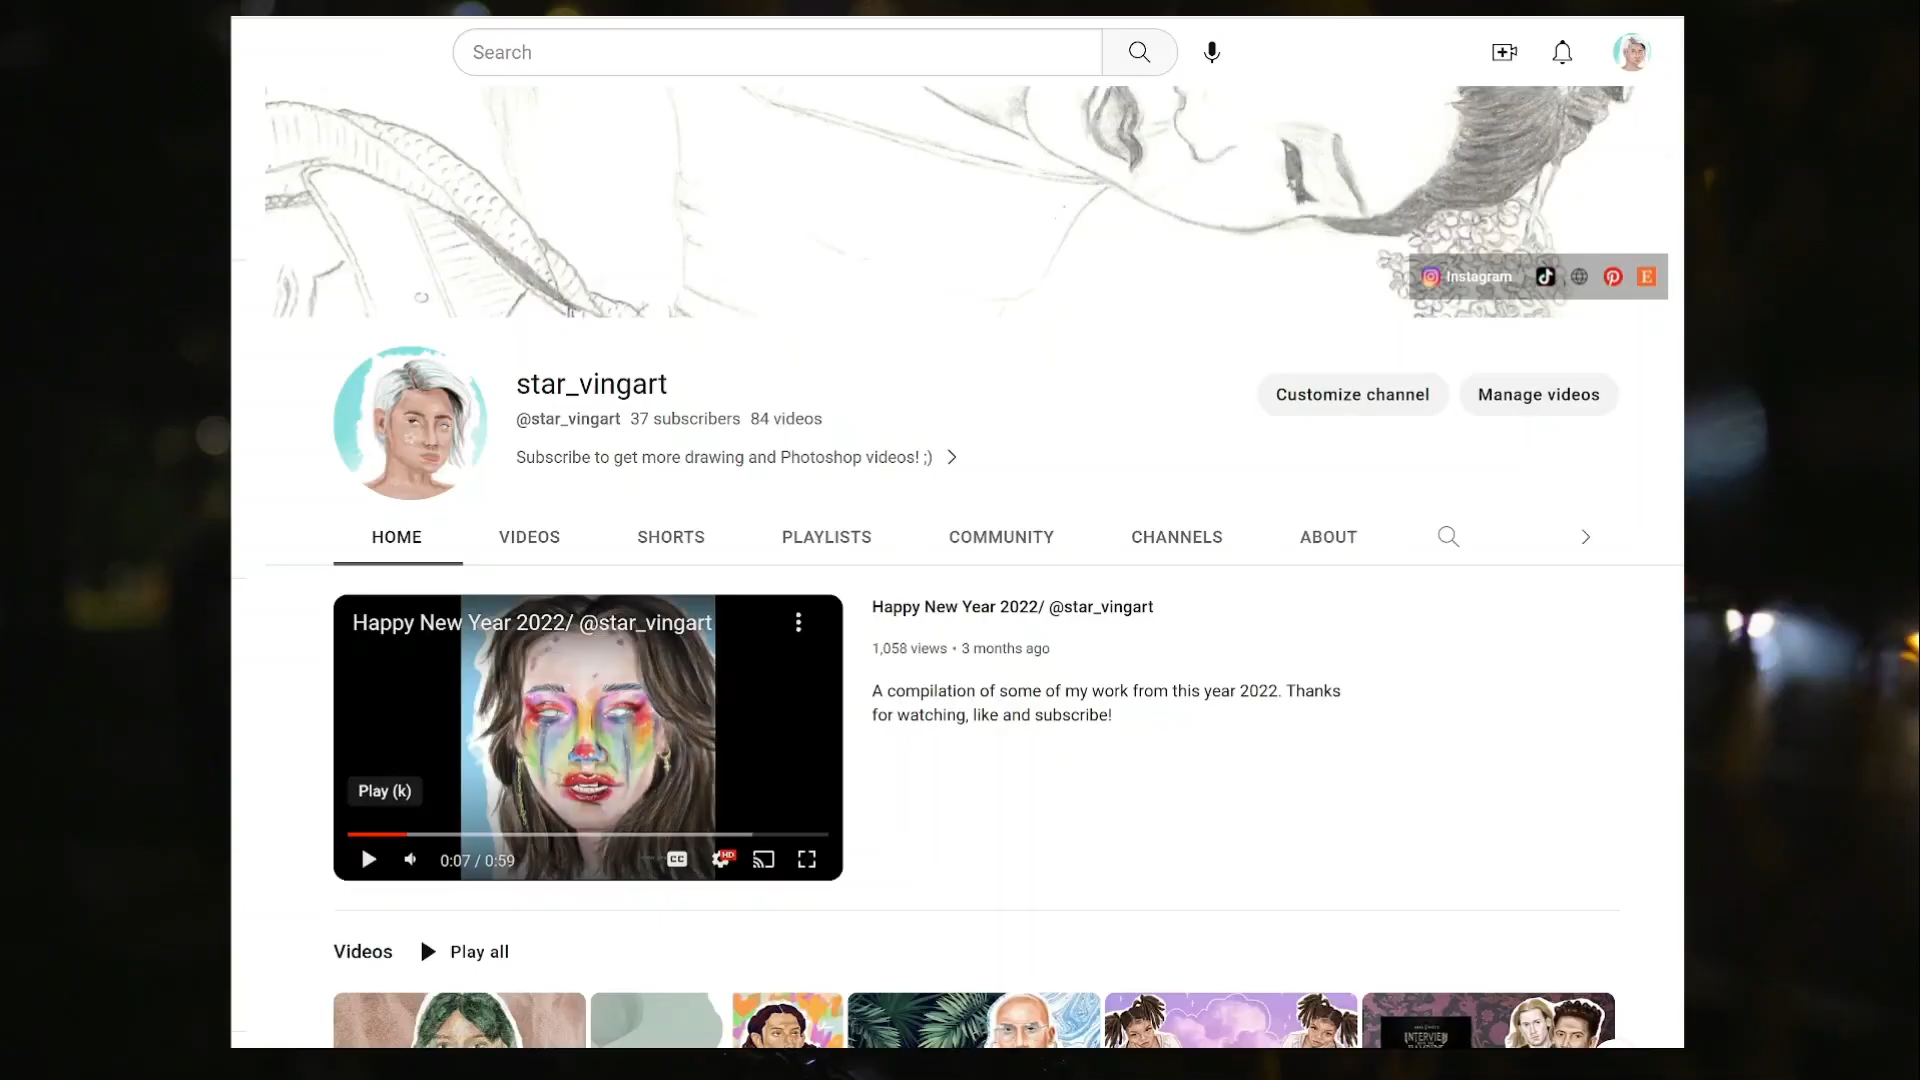 Search
Instagram
star_vingart
@star_vingart 37 subscribers 84 videos
Subscribe to get more drawing and Photoshop videos! ;)
Customize channel
Manage videos
HOME VIDEOS SHORTS PLAYLISTS COMMUNITY CHANNELS ABOUT
Happy New Year 2022/ @star_vingart
Play (k)
0:07 / 0:59
CC
HD
Happy New Year 2022/ @star_vingart
1,058 views • 3 months ago
A compilation of some of my work from this year 2022. Thanks
for watching, like and subscribe!
Videos
Play all
INTERVIEW